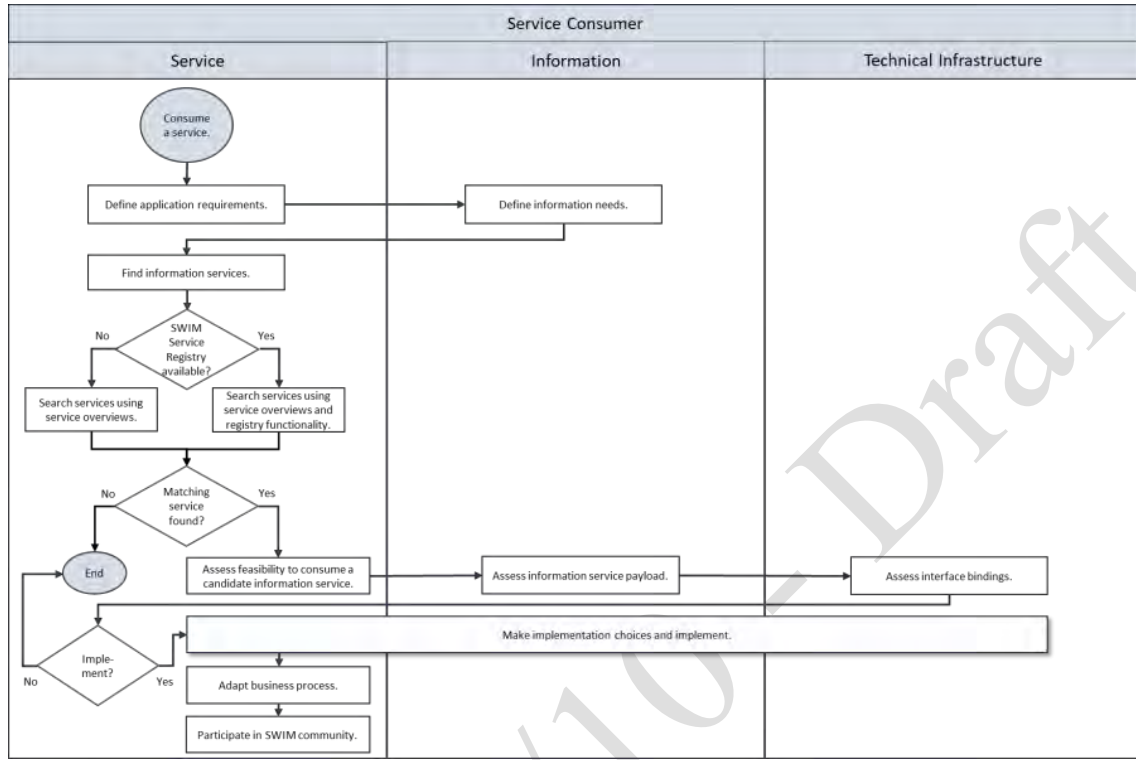 Service Consumer
Service
Information
Technical Infrastructure
Consume
a service.
Define application requirements.
Define information needs.
Find information services.
No
SWIM
Service
Registry
available?
Yes
Search services using
service overviews.
Search services using
service overviews and
registry functionality.
No
Matching
service
found?
Yes
End
Assess feasibility to consume a
candidate information service.
Assess information service payload.
Assess interface bindings.
Make implementation choices and implement.
Imple-
ment?
No
Yes
Adapt business process.
Participate in SWIM community.
/10 - Draft